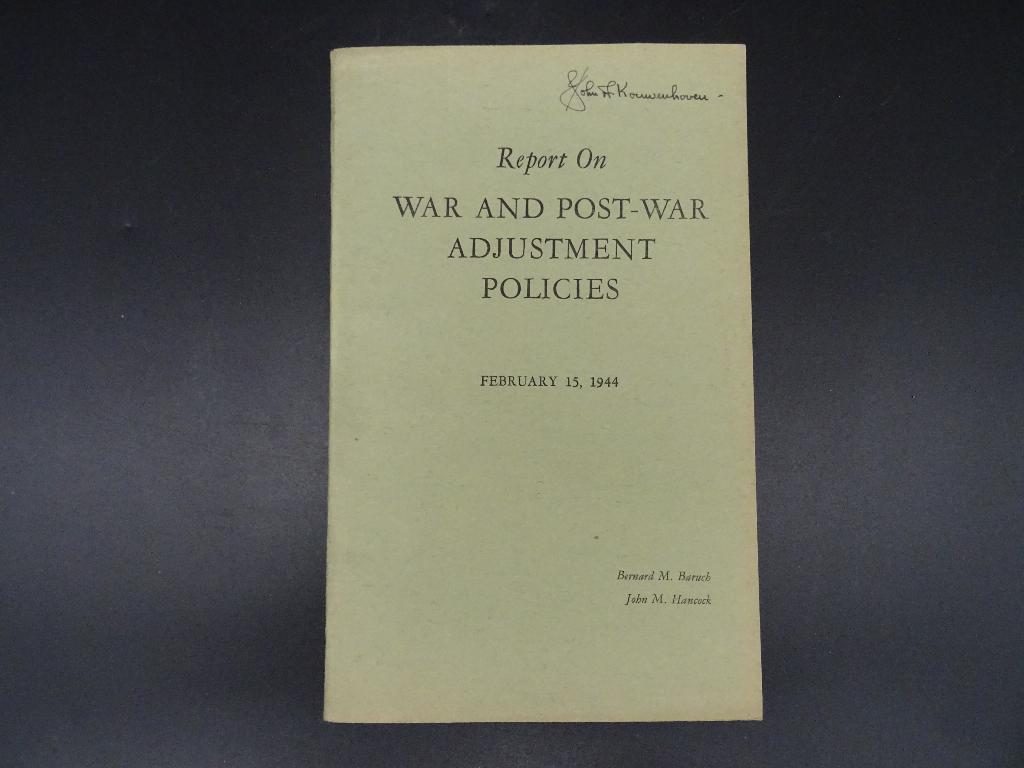 John A. Kouwenhoven -
Report On
WAR AND POST-WAR
ADJUSTMENT
POLICIES
FEBRUARY 15, 1944
Bernard M. Baruch
John M. Hancock